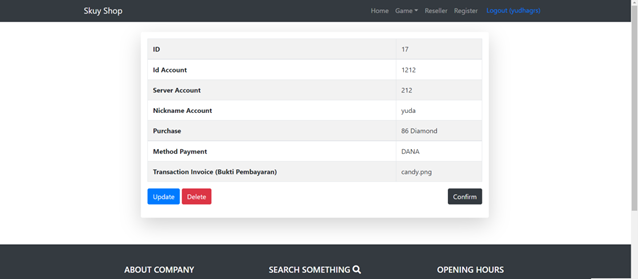 Skuy Shop Home Game Reseller Register Logout (yudhagrs)
ID 17
Id Account 1212
Server Account 212
Nickname Account yuda
Purchase 86 Diamond
Method Payment DANA
Transaction Invoice (Bukti Pembayaran) candy.png
Update Delete Confirm
ABOUT COMPANY SEARCH SOMETHING OPENING HOURS